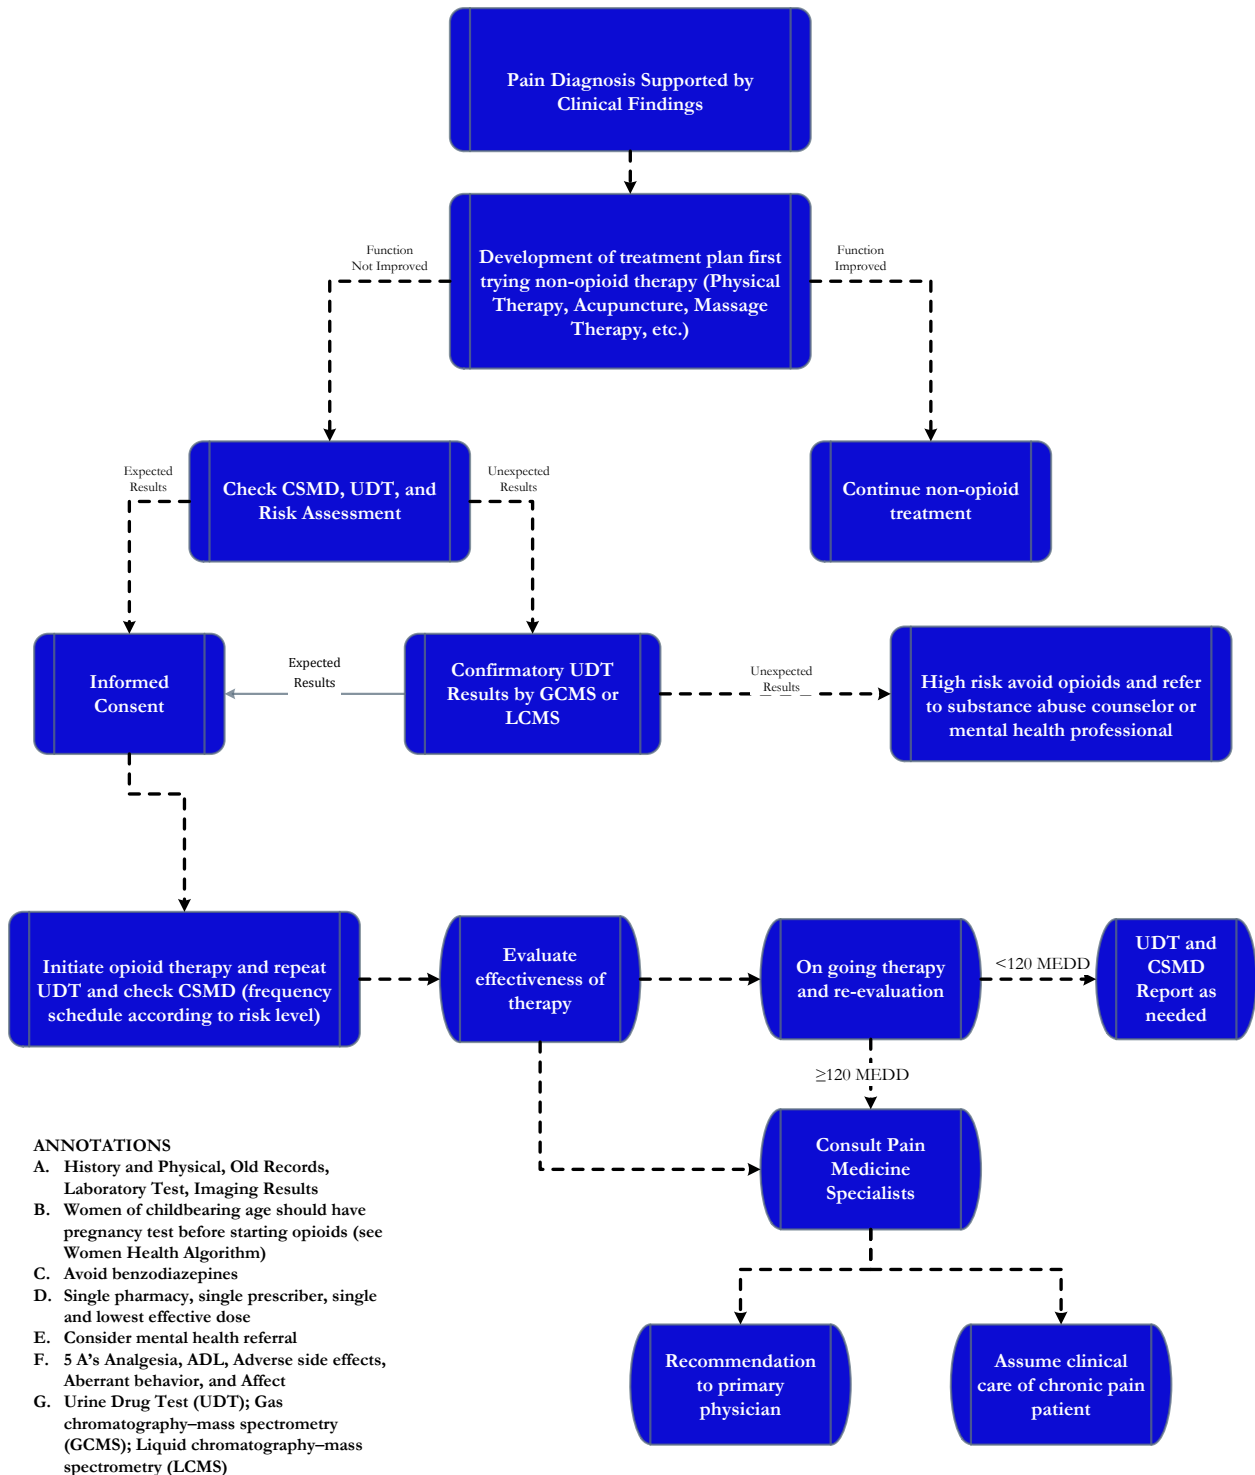 Pain Diagnosis Supported by
Clinical Findings
Function
Not Improved
Development of treatment plan first
trying non-opioid therapy (Physical
Therapy, Acupuncture, Massage
Therapy, etc.)
Function
Improved
Expected
Results
Check CSMD, UDT, and
Risk Assessment
Unexpected
Results
Continue non-opioid
treatment
Informed
Consent
Expected
Results
Confirmatory UDT
Results by GCMS or
LCMS
Unexpected
Results
High risk avoid opioids and refer
to substance abuse counselor or
mental health professional
Initiate opioid therapy and repeat
UDT and check CSMD (frequency
schedule according to risk level)
Evaluate
effectiveness of
therapy
On going therapy
and re-evaluation
<120 MEDD
UDT and
CSMD
Report as
needed
≥120 MEDD
Consult Pain
Medicine
Specialists
Recommendation
to primary
physician
Assume clinical
care of chronic pain
patient
ANNOTATIONS
A. History and Physical, Old Records,
Laboratory Test, Imaging Results
B. Women of childbearing age should have
pregnancy test before starting opioids (see
Women Health Algorithm)
C. Avoid benzodiazepines
D. Single pharmacy, single prescriber, single
and lowest effective dose
E. Consider mental health referral
F. 5 A's Analgesia, ADL, Adverse side effects,
Aberrant behavior, and Affect
G. Urine Drug Test (UDT); Gas
chromatography–mass spectrometry
(GCMS); Liquid chromatography–mass
spectrometry (LCMS)